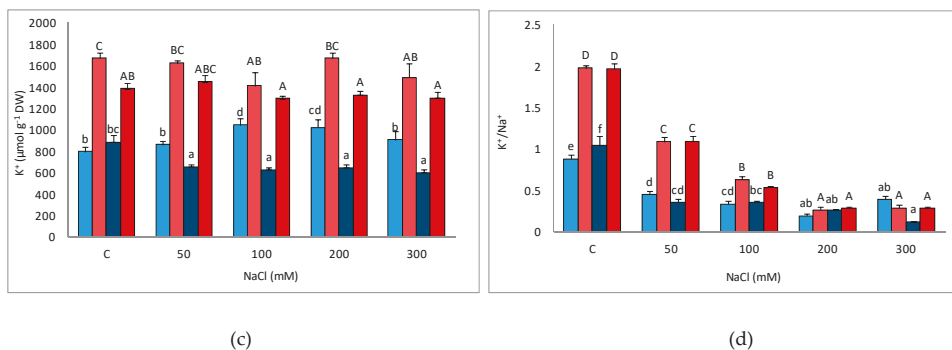 2000
1800
1600
1400
1200
1000
800
600
400
200
0
K⁺ (µmol g⁻¹ DW)
C
BC
AB
BC
AB
AB
ABC
A
A
A
b
bc
b
a
d
a
cd
a
b
a
C
50
100
200
300
NaCl (mM)
(c)
2.5
2
1.5
1
0.5
0
K⁺/Na⁺
D
D
e
f
C
C
d
cd
B
B
cd
bc
ab
A
ab
A
ab
A
a
A
C
50
100
200
300
NaCl (mM)
(d)